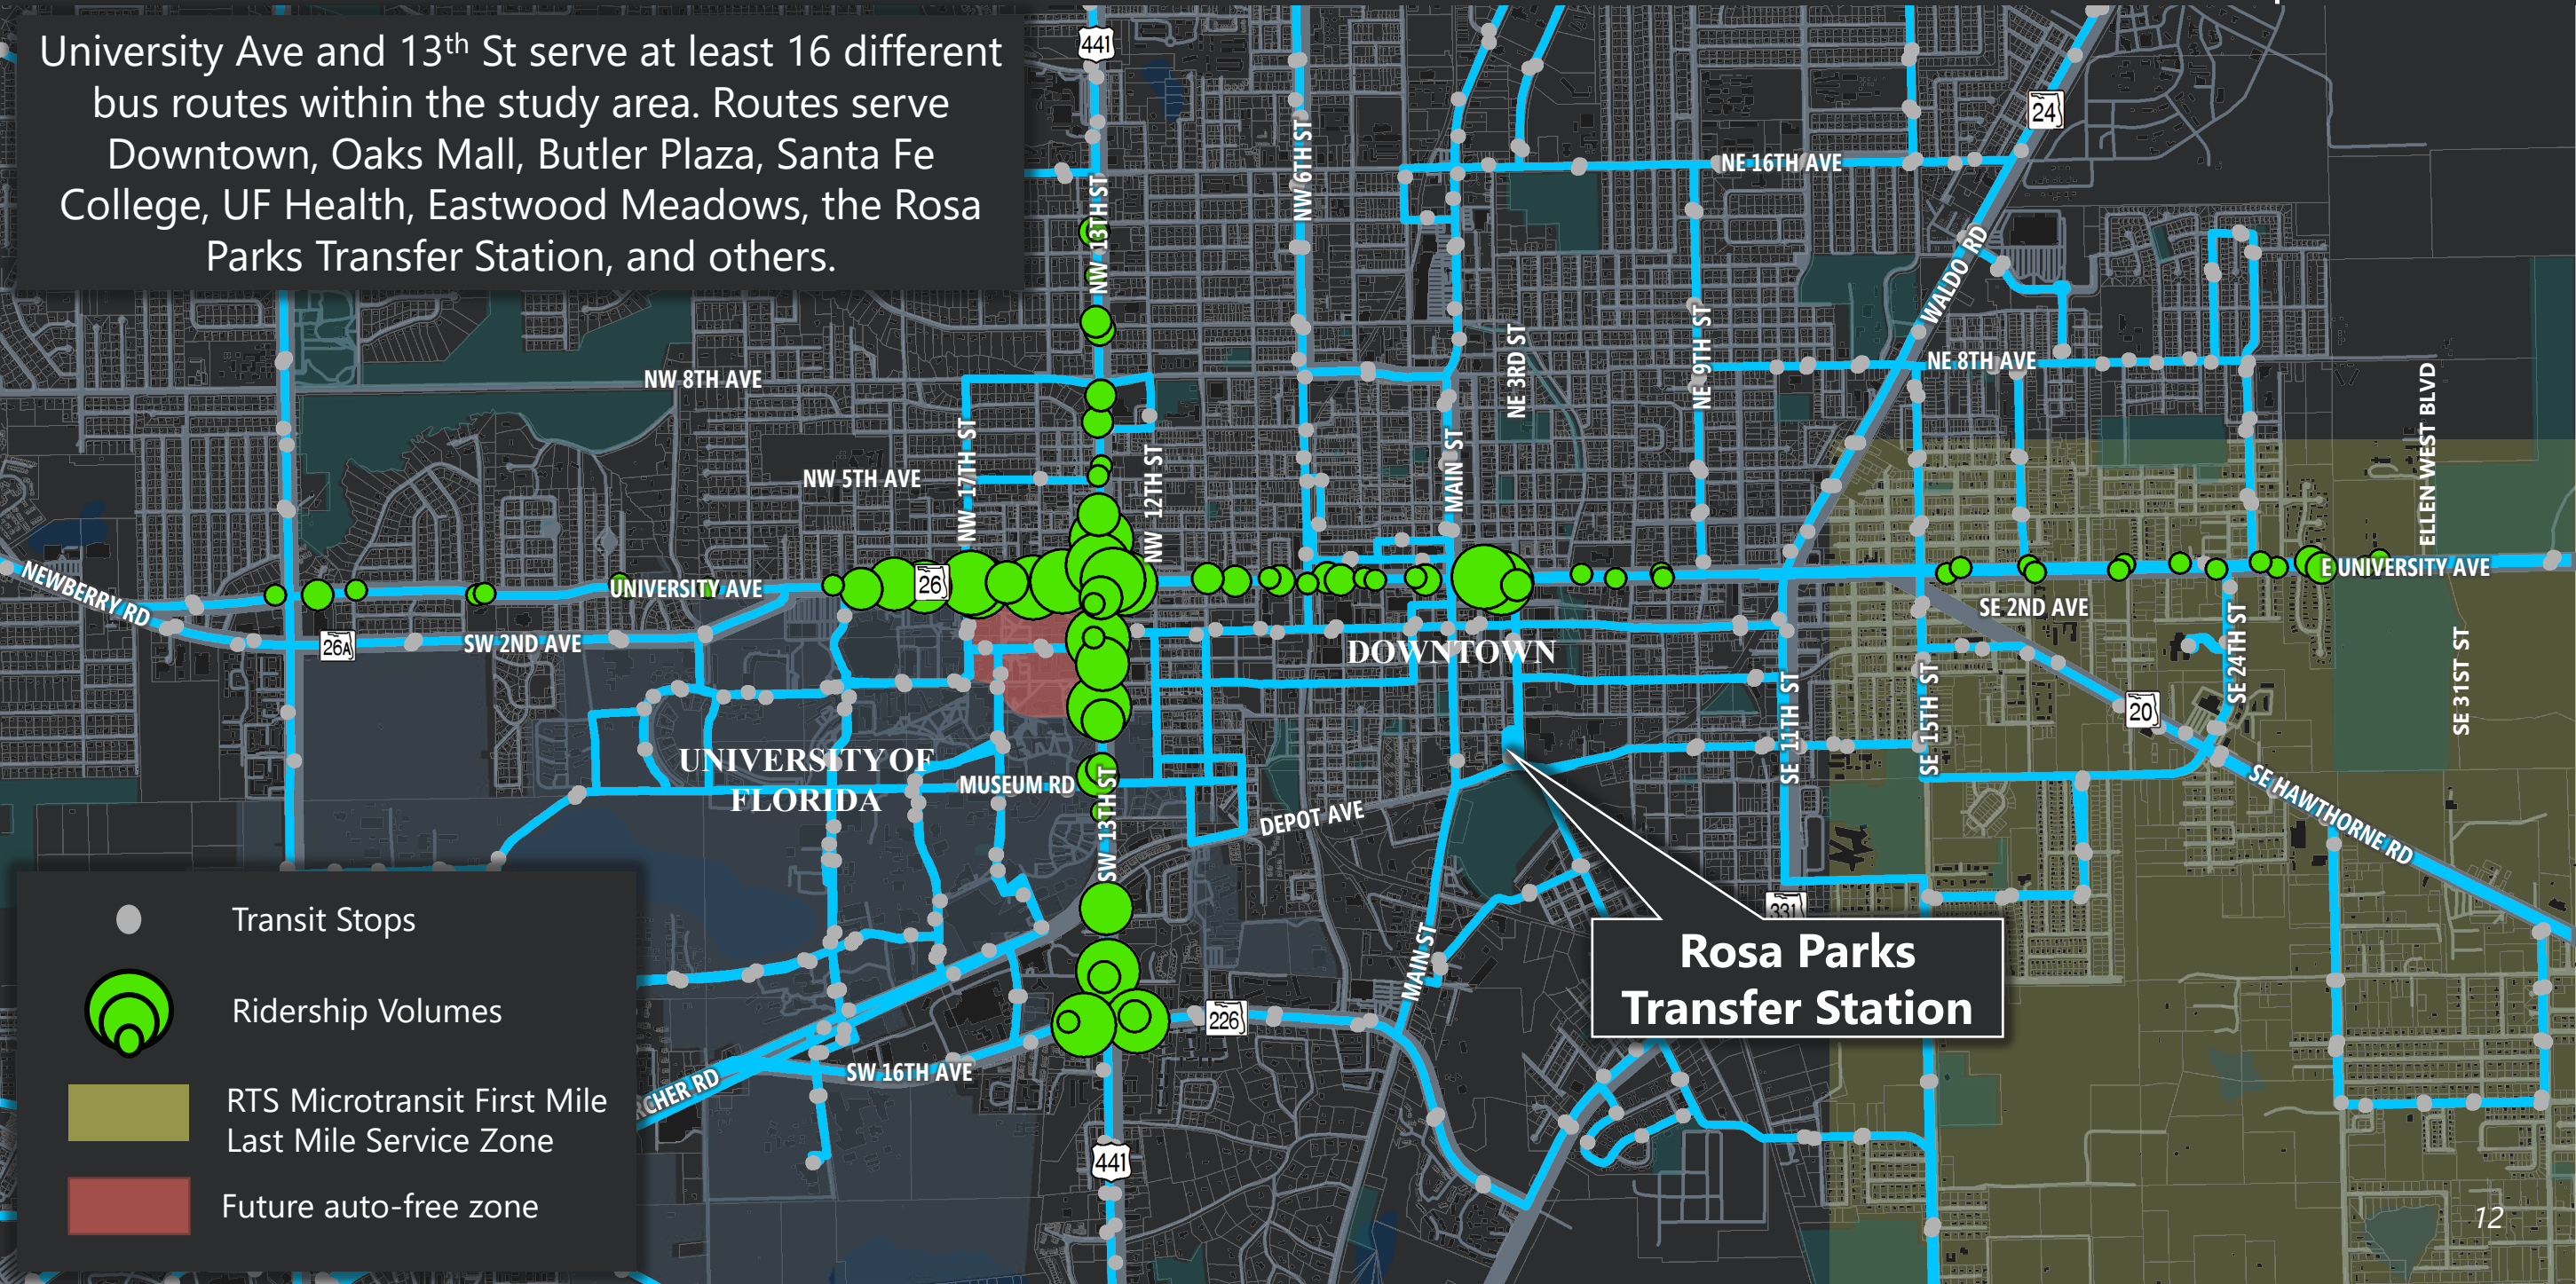 University Ave and 13th St serve at least 16 different
bus routes within the study area. Routes serve
Downtown, Oaks Mall, Butler Plaza, Santa Fe
College, UF Health, Eastwood Meadows, the Rosa
Parks Transfer Station, and others.
441
24
NW 13TH ST
NW 6TH ST
NE 16TH AVE
WALDO RD
NE 3RD ST
NE 9TH ST
NE 8TH AVE
NW 8TH AVE
ELLEN WEST BLVD
NW 17TH ST
NW 12TH ST
MAIN ST
NW 5TH AVE
NEWBERRY RD
UNIVERSITY AVE
26
E UNIVERSITY AVE
SE 2ND AVE
26A
SW 2ND AVE
DOWNTOWN
SE 24TH ST
SE 31ST ST
20
SE 11TH ST
SE 15TH ST
UNIVERSITY OF
FLORIDA
MUSEUM RD
SW 13TH ST
DEPOT AVE
SE HAWTHORNE RD
331
MAIN ST
Rosa Parks
Transfer Station
226
SW 16TH AVE
RCHER RD
441
Transit Stops
Ridership Volumes
RTS Microtransit First Mile
Last Mile Service Zone
Future auto-free zone
12